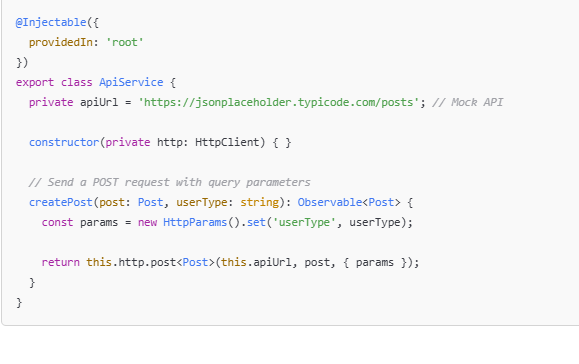 @Injectable({
  providedIn: 'root'
})
export class ApiService {
  private apiUrl = 'https://jsonplaceholder.typicode.com/posts'; // Mock API
  constructor(private http: HttpClient) { }
  // Send a POST request with query parameters
  createPost(post: Post, userType: string): Observable<Post> {
    const params = new HttpParams().set('userType', userType);
    return this.http.post<Post>(this.apiUrl, post, { params });
  }
}